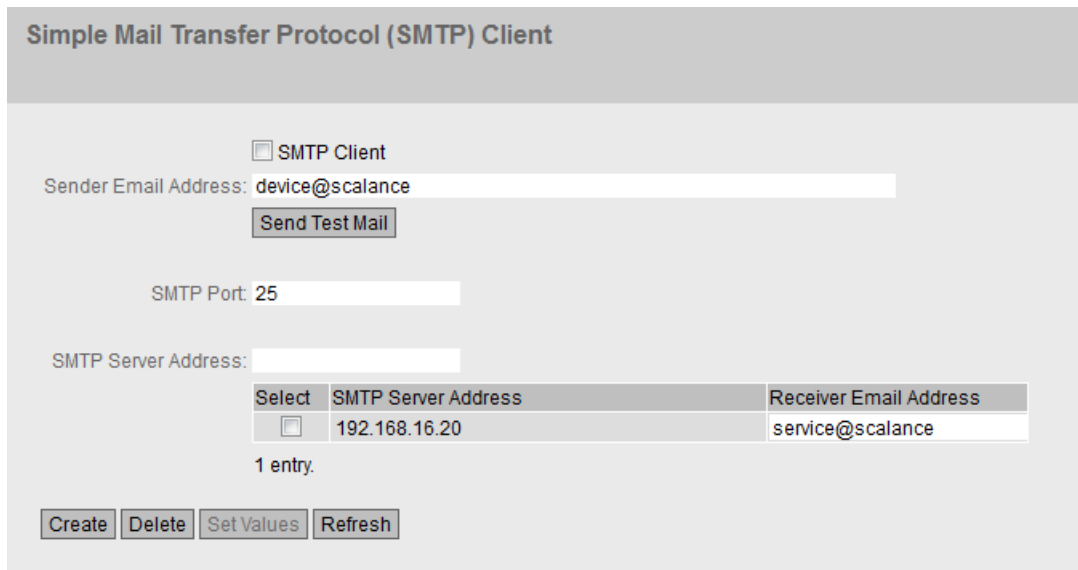 Simple Mail Transfer Protocol (SMTP) Client
SMTP Client
Sender Email Address: device@scalance
Send Test Mail
SMTP Port: 25
SMTP Server Address:
Select SMTP Server Address Receiver Email Address
192.168.16.20 service@scalance
1 entry.
Create Delete Set Values Refresh